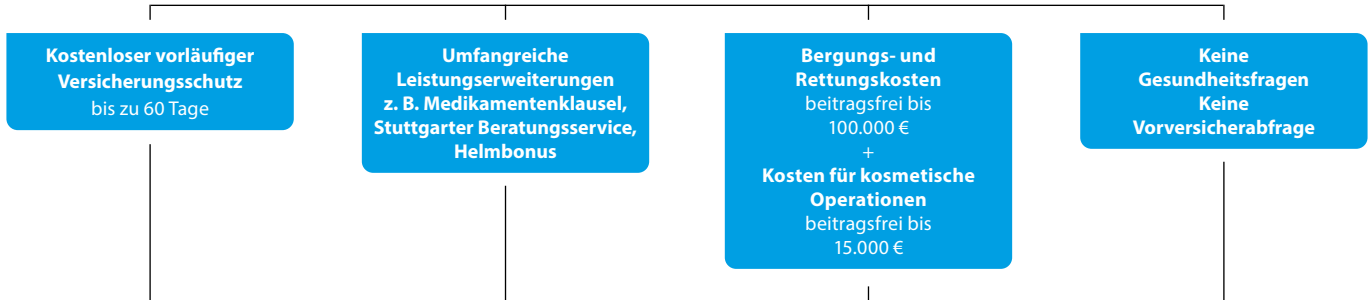 Kostenloser vorläufiger
Versicherungsschutz
bis zu 60 Tage
Umfangreiche
Leistungserweiterungen
z. B. Medikamentenklausel,
Stuttgarter Beratungsservice,
Helmbonus
Bergungs- und
Rettungskosten
beitragsfrei bis
100.000 €
+
Kosten für kosmetische
Operationen
beitragsfrei bis
15.000 €
Keine
Gesundheitsfragen
Keine
Vorversicherabfrage